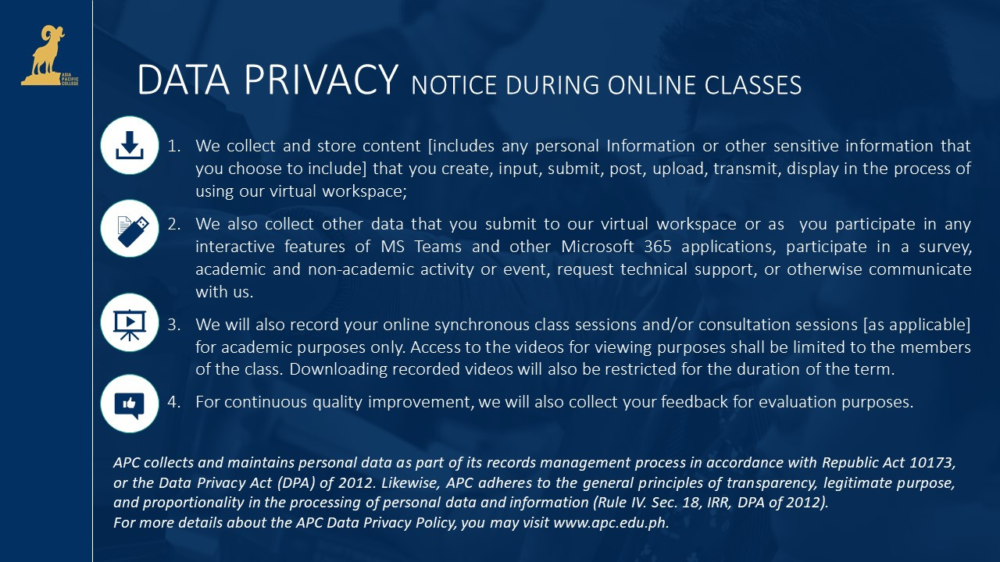 ASIA
PACIFIC
COLLEGE
DATA PRIVACY NOTICE DURING ONLINE CLASSES
1. We collect and store content [includes any personal Information or other sensitive information that
you choose to include] that you create, input, submit, post, upload, transmit, display in the process of
using our virtual workspace;
2. We also collect other data that you submit to our virtual workspace or as you participate in any
interactive features of MS Teams and other Microsoft 365 applications, participate in a survey,
academic and non-academic activity or event, request technical support, or otherwise communicate
with us.
3. We will also record your online synchronous class sessions and/or consultation sessions [as applicable]
for academic purposes only. Access to the videos for viewing purposes shall be limited to the members
of the class. Downloading recorded videos will also be restricted for the duration of the term.
4. For continuous quality improvement, we will also collect your feedback for evaluation purposes.
APC collects and maintains personal data as part of its records management process in accordance with Republic Act 10173,
or the Data Privacy Act (DPA) of 2012. Likewise, APC adheres to the general principles of transparency, legitimate purpose,
and proportionality in the processing of personal data and information (Rule IV. Sec. 18, IRR, DPA of 2012).
For more details about the APC Data Privacy Policy, you may visit www.apc.edu.ph.